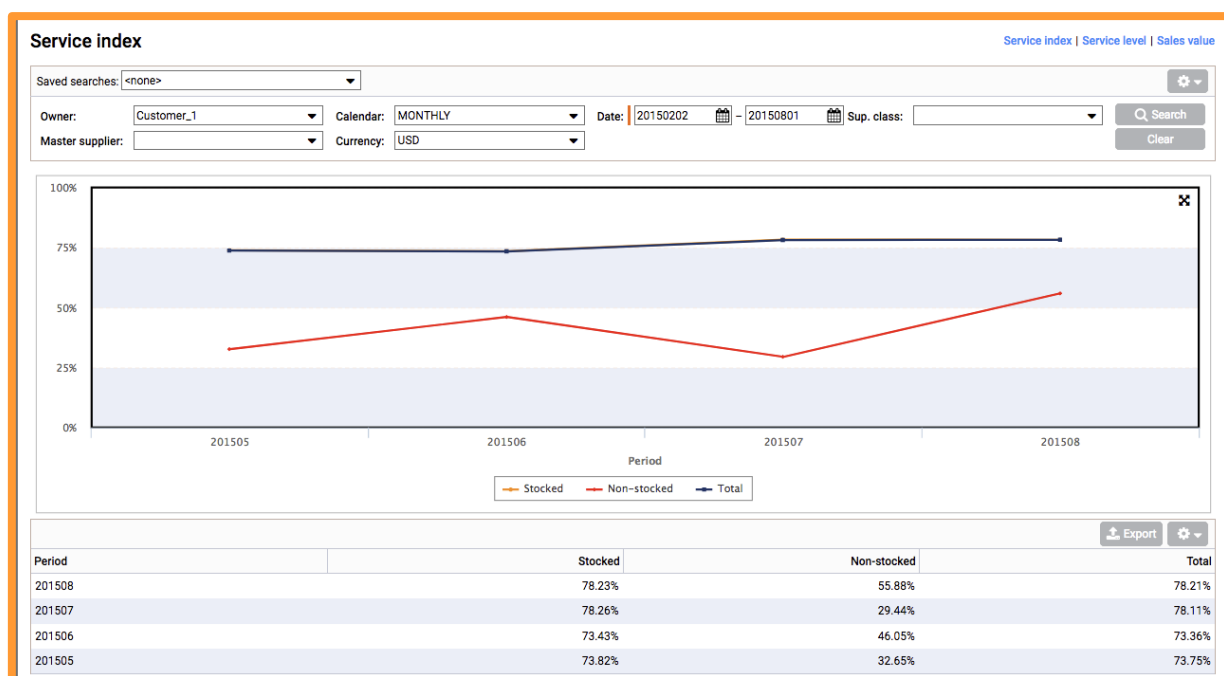 Service index
Service index | Service level | Sales value
Saved searches: <none>
Owner: Customer_1 Calendar: MONTHLY Date: 20150202 – 20150801 Sup. class: Search
Master supplier: Currency: USD Clear
100%
75%
50%
25%
0%
201505 201506 201507 201508
Period
Stocked Non-stocked Total
Export
Period Stocked Non-stocked Total
201508 78.23% 55.88% 78.21%
201507 78.26% 29.44% 78.11%
201506 73.43% 46.05% 73.36%
201505 73.82% 32.65% 73.75%